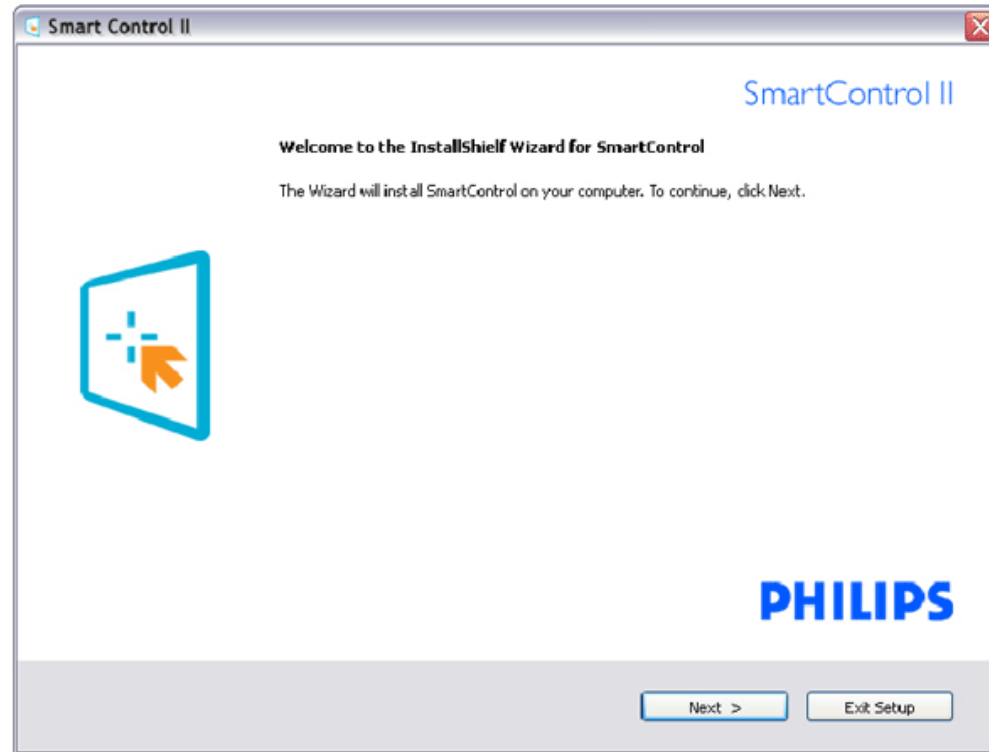 Smart Control II
SmartControl II
Welcome to the InstallShielf Wizard for SmartControl
The Wizard will install SmartControl on your computer. To continue, click Next.
PHILIPS
Next >
Exit Setup